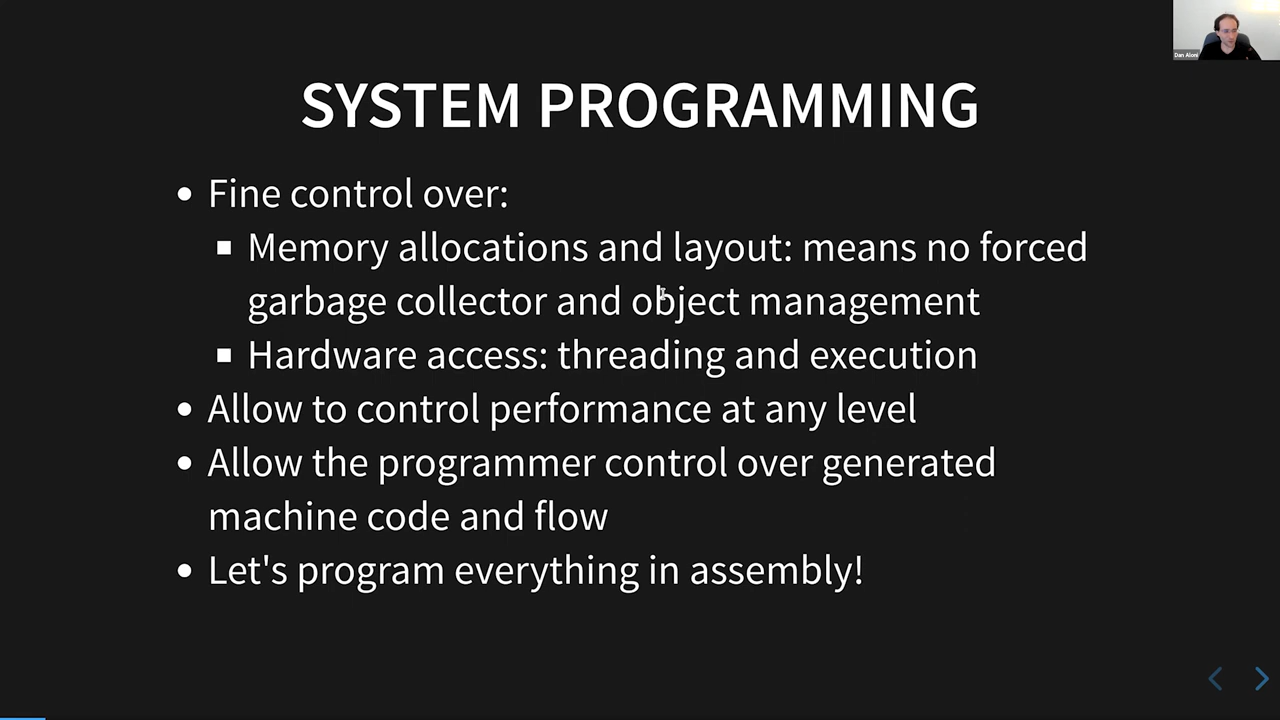 Dan Aloni
SYSTEM PROGRAMMING
Fine control over:
Memory allocations and layout: means no forced
garbage collector and object management
Hardware access: threading and execution
Allow to control performance at any level
Allow the programmer control over generated
machine code and flow
Let's program everything in assembly!